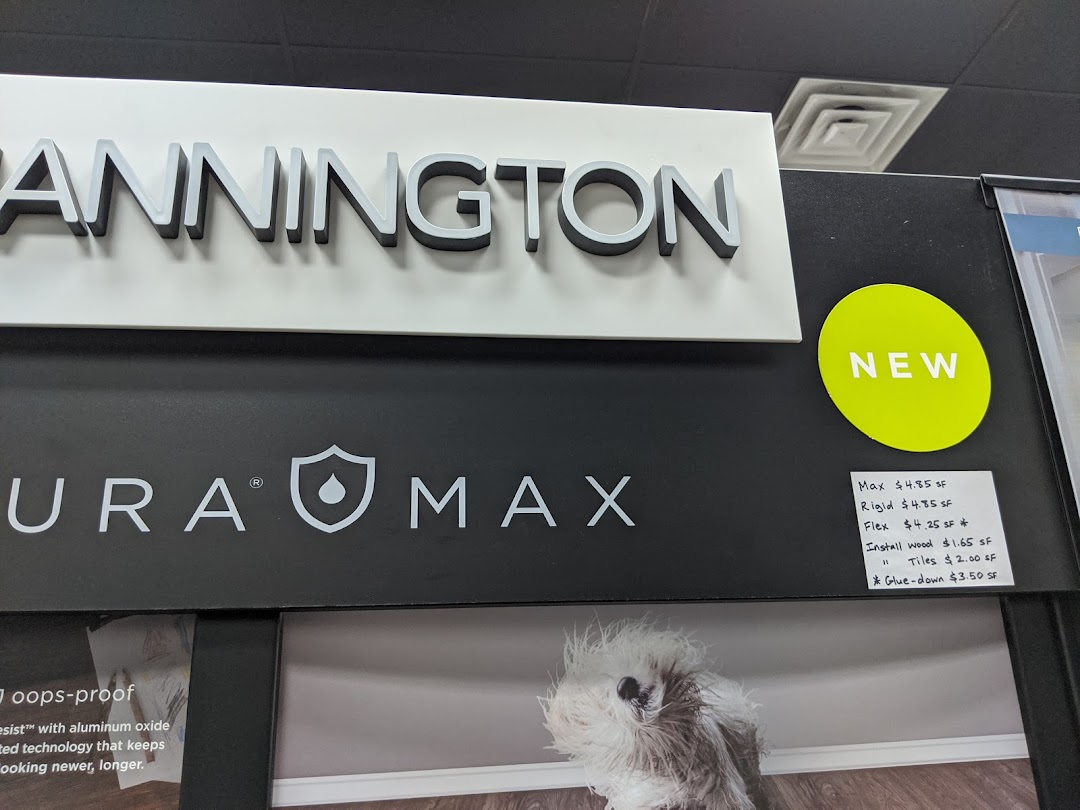 ANNINGTON
NEW
URA® MAX
Max $4.85 SF
Rigid $4.85 SF
Flex $4.25 SF *
Install wood $1.65 SF
" Tiles $2.00 SF
* Glue-down $3.50 SF
oops-proof
esist™ with aluminum oxide
ted technology that keeps
looking newer, longer.